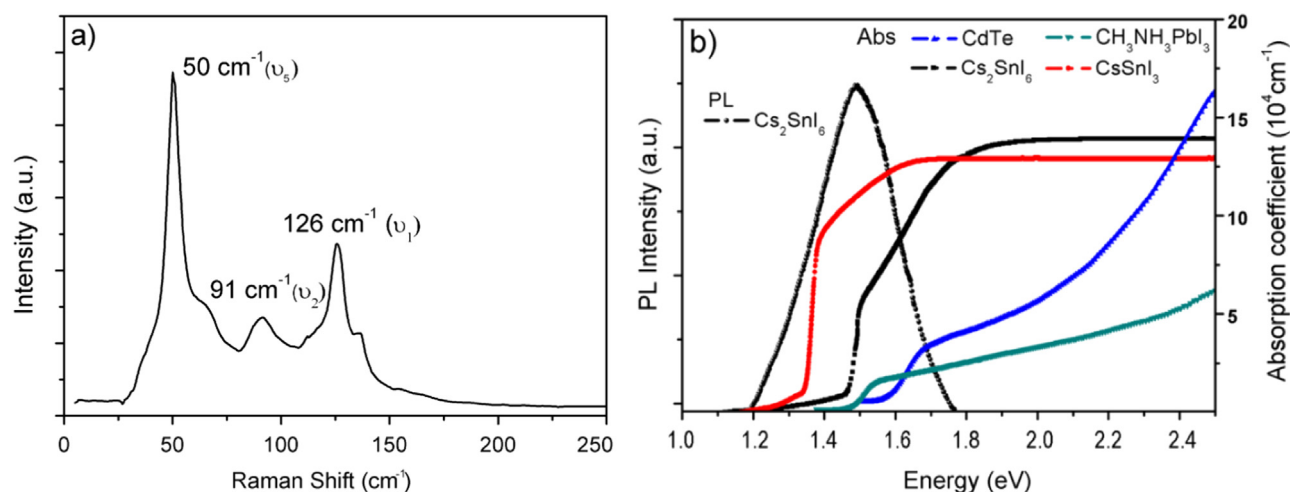 a)
50 cm⁻¹(υ₅)
126 cm⁻¹ (υ₁)
91 cm⁻¹(υ₂)
Intensity (a.u.)
0 50 100 150 200 250
Raman Shift (cm⁻¹)
b)
Abs CdTe CH₃NH₃PbI₃
Cs₂SnI₆ CsSnI₃
PL
Cs₂SnI₆
PL Intensity (a.u.)
20
15
10
5
Absorption coefficient (10⁴cm⁻¹)
1.0 1.2 1.4 1.6 1.8 2.0 2.2 2.4
Energy (eV)